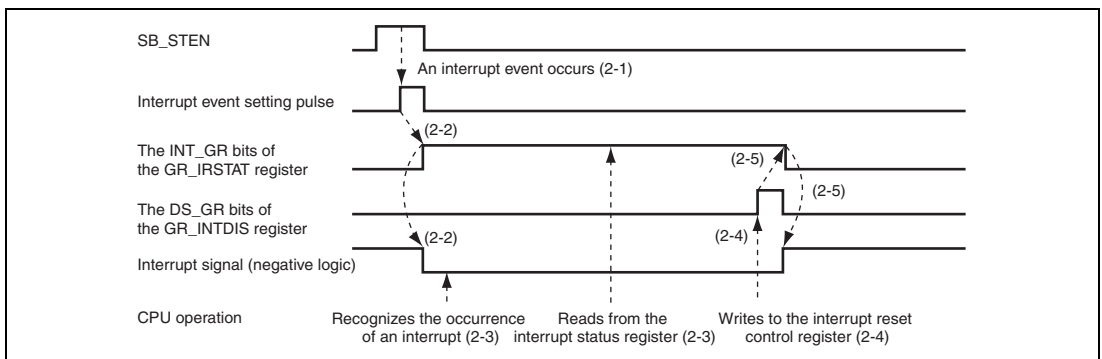 SB_STEN
An interrupt event occurs (2-1)
Interrupt event setting pulse
(2-2)
The INT_GR bits of
the GR_IRSTAT register
(2-5)
(2-5)
The DS_GR bits of
the GR_INTDIS register
(2-2)
(2-4)
Interrupt signal (negative logic)
CPU operation
Recognizes the occurrence
of an interrupt (2-3)
Reads from the
interrupt status register (2-3)
Writes to the interrupt reset
control register (2-4)